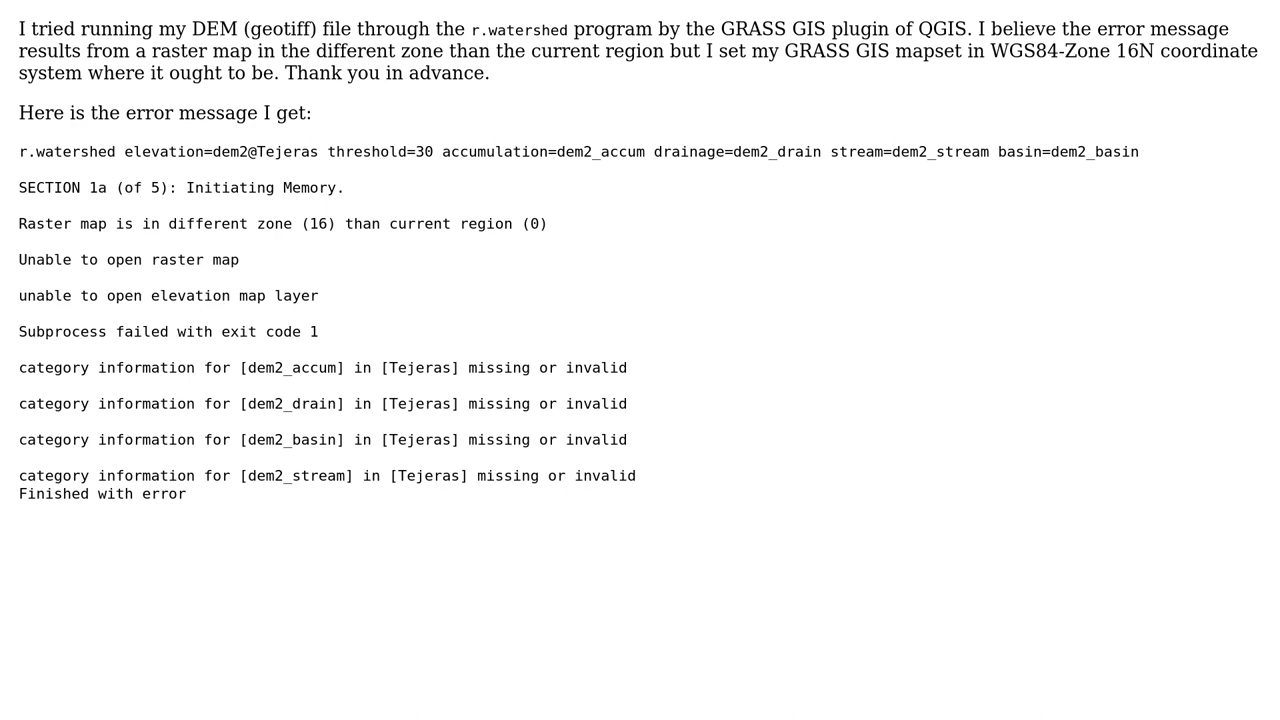 I tried running my DEM (geotiff) file through the r.watershed program by the GRASS GIS plugin of QGIS. I believe the error message
results from a raster map in the different zone than the current region but I set my GRASS GIS mapset in WGS84-Zone 16N coordinate
system where it ought to be. Thank you in advance.
Here is the error message I get:
r.watershed elevation=dem2@Tejeras threshold=30 accumulation=dem2_accum drainage=dem2_drain stream=dem2_stream basin=dem2_basin
SECTION 1a (of 5): Initiating Memory.
Raster map is in different zone (16) than current region (0)
Unable to open raster map
unable to open elevation map layer
Subprocess failed with exit code 1
category information for [dem2_accum] in [Tejeras] missing or invalid
category information for [dem2_drain] in [Tejeras] missing or invalid
category information for [dem2_basin] in [Tejeras] missing or invalid
category information for [dem2_stream] in [Tejeras] missing or invalid
Finished with error